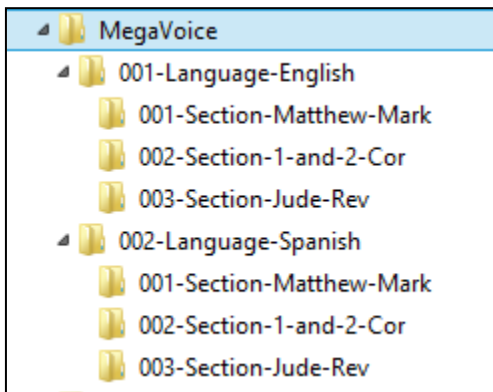 MegaVoice
001-Language-English
001-Section-Matthew-Mark
002-Section-1-and-2-Cor
003-Section-Jude-Rev
002-Language-Spanish
001-Section-Matthew-Mark
002-Section-1-and-2-Cor
003-Section-Jude-Rev